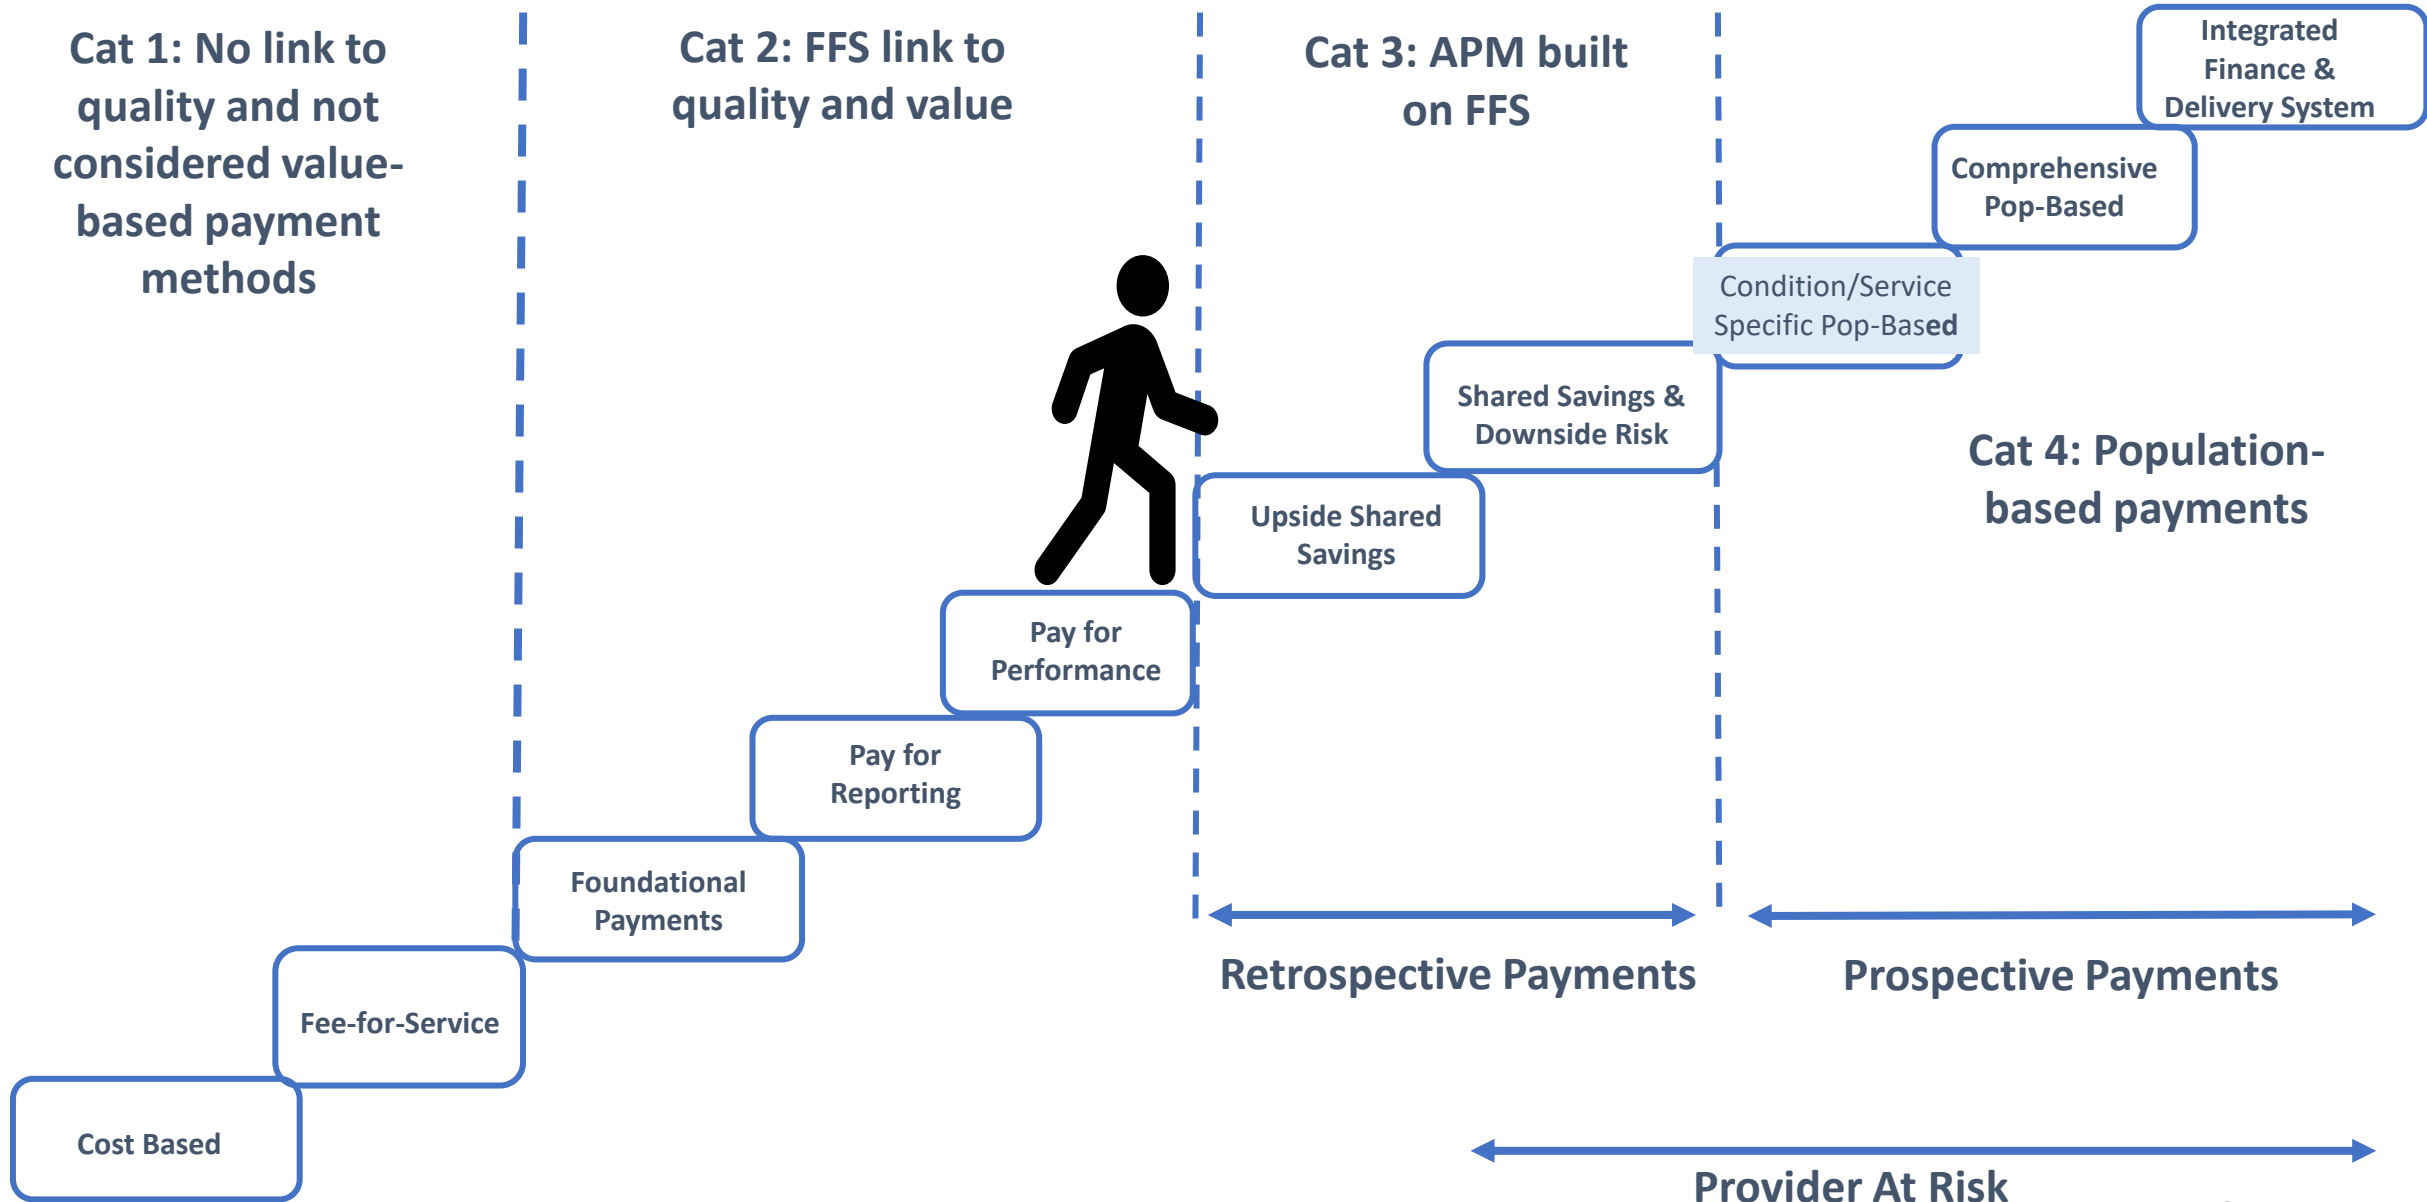 Cat 1: No link to
quality and not
considered value-
based payment
methods
Cat 2: FFS link to
quality and value
Cat 3: APM built
on FFS
Integrated
Finance &
Delivery System
Comprehensive
Pop-Based
Condition/Service
Specific Pop-Based
Shared Savings &
Downside Risk
Cat 4: Population-
based payments
Upside Shared
Savings
Pay for
Performance
Pay for
Reporting
Foundational
Payments
Retrospective Payments
Prospective Payments
Fee-for-Service
Cost Based
Provider At Risk